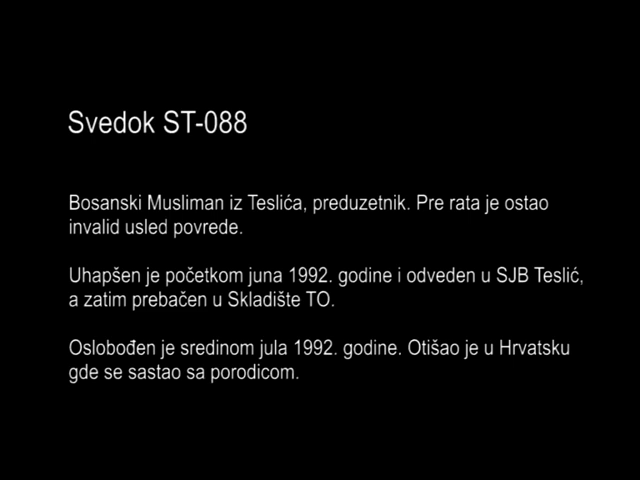 Svedok ST-088
Bosanski Musliman iz Teslića, preduzetnik. Pre rata je ostao
invalid usled povrede.
Uhapšen je početkom juna 1992. godine i odveden u SJB Teslić,
a zatim prebačen u Skladište TO.
Oslobođen je sredinom jula 1992. godine. Otišao je u Hrvatsku
gde se sastao sa porodicom.